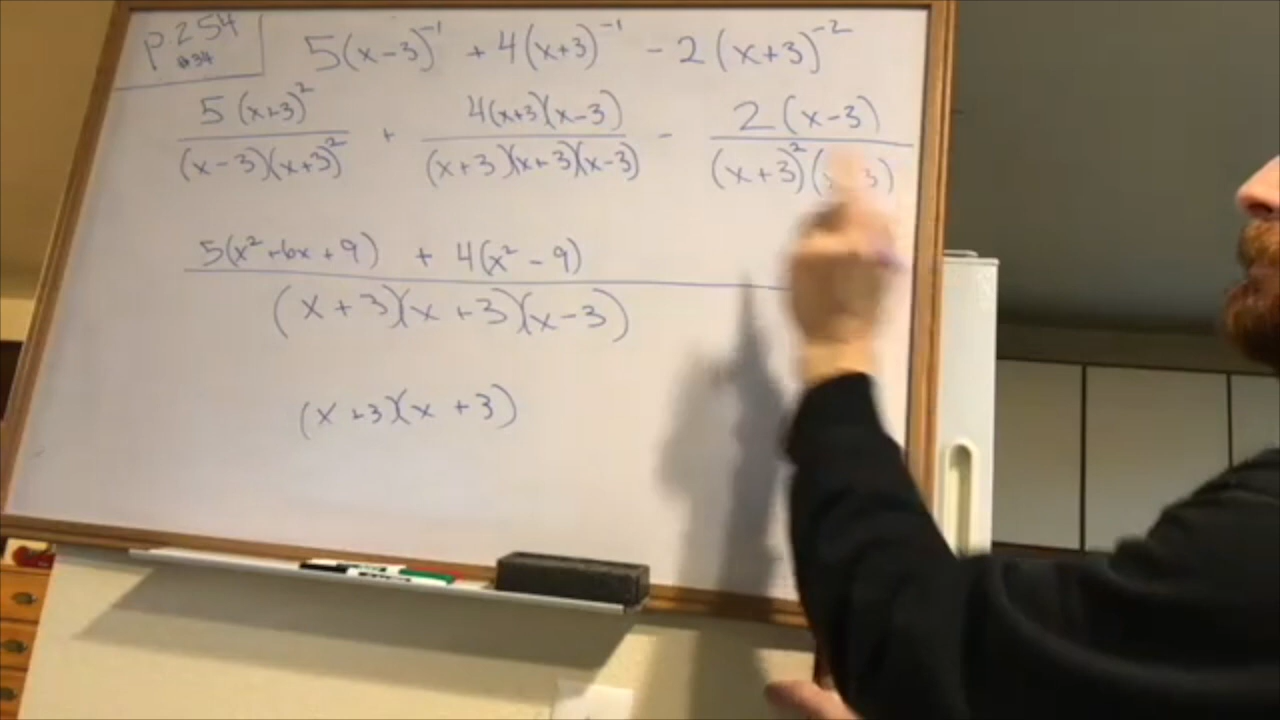 p.254
#34
5(x-3)⁻¹ + 4(x+3)⁻¹ - 2(x+3)⁻²
5(x+3)² / (x-3)(x+3)² + 4(x+3)(x-3) / (x+3)(x+3)(x-3) - 2(x-3) / (x+3)²(x-3)
5(x²+6x+9) + 4(x²-9)
(x+3)(x+3)(x-3)
(x+3)(x+3)